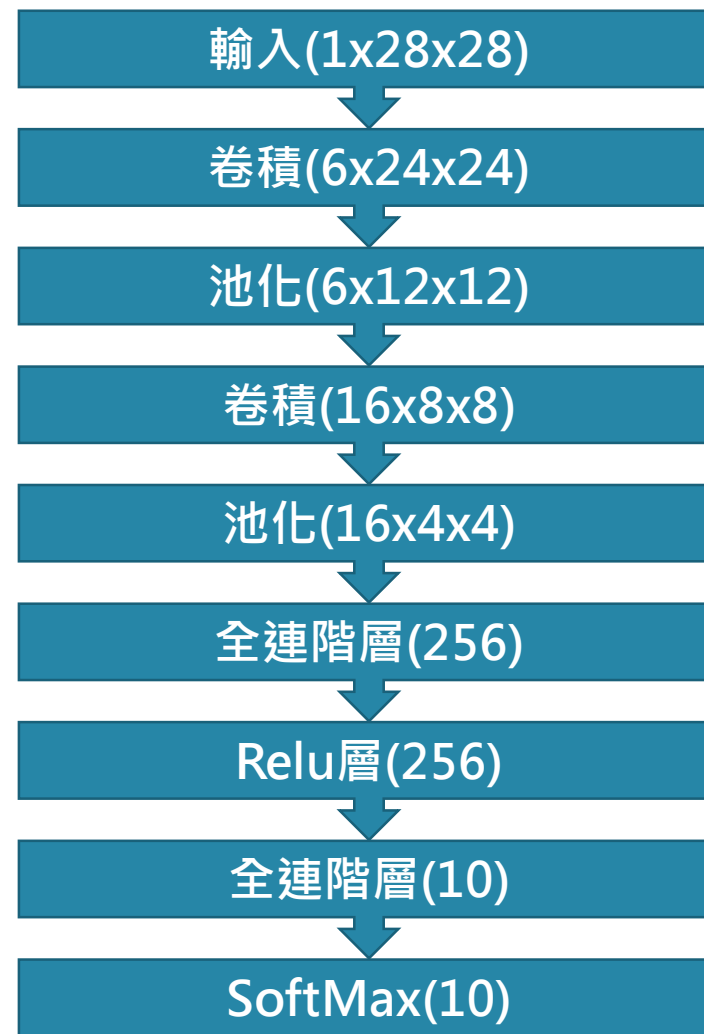 輸入(1x28x28)
卷積(6x24x24)
池化(6x12x12)
卷積(16x8x8)
池化(16x4x4)
全連階層(256)
Relu層(256)
全連階層(10)
SoftMax(10)